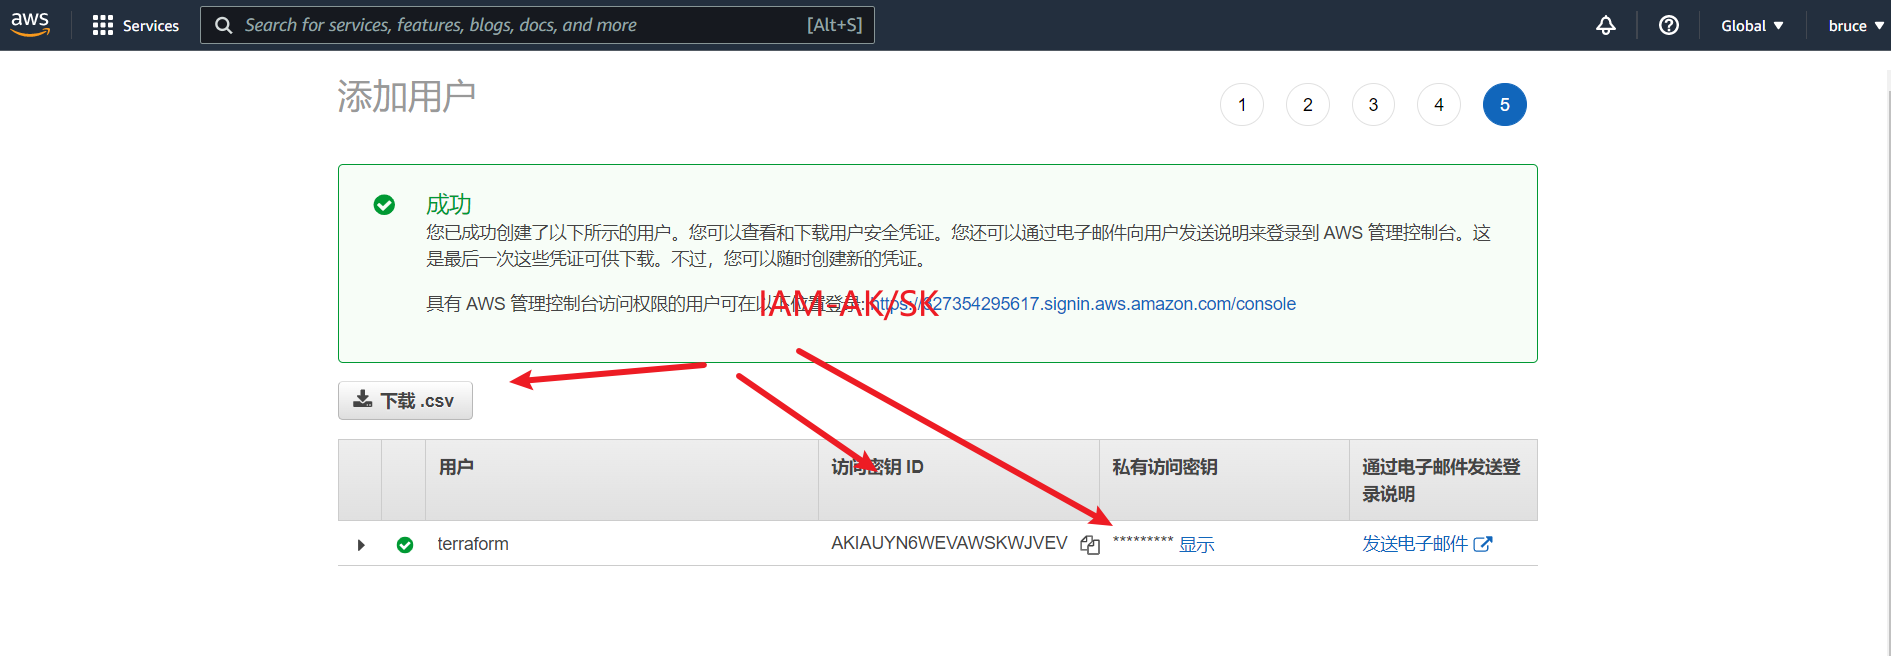 aws
Services
Search for services, features, blogs, docs, and more
[Alt+S]
Global
bruce
添加用户
1
2
3
4
5
成功
您已成功创建了以下所示的用户。您可以查看和下载用户安全凭证。您还可以通过电子邮件向用户发送说明来登录到 AWS 管理控制台。这
是最后一次这些凭证可供下载。不过，您可以随时创建新的凭证。
具有 AWS 管理控制台访问权限的用户可在以下位置登录: https://327354295617.signin.aws.amazon.com/console
IAM-AK/SK
下载 .csv
用户
访问密钥 ID
私有访问密钥
通过电子邮件发送登
录说明
terraform
AKIAUYN6WEVAWSKWJVEV
********* 显示
发送电子邮件